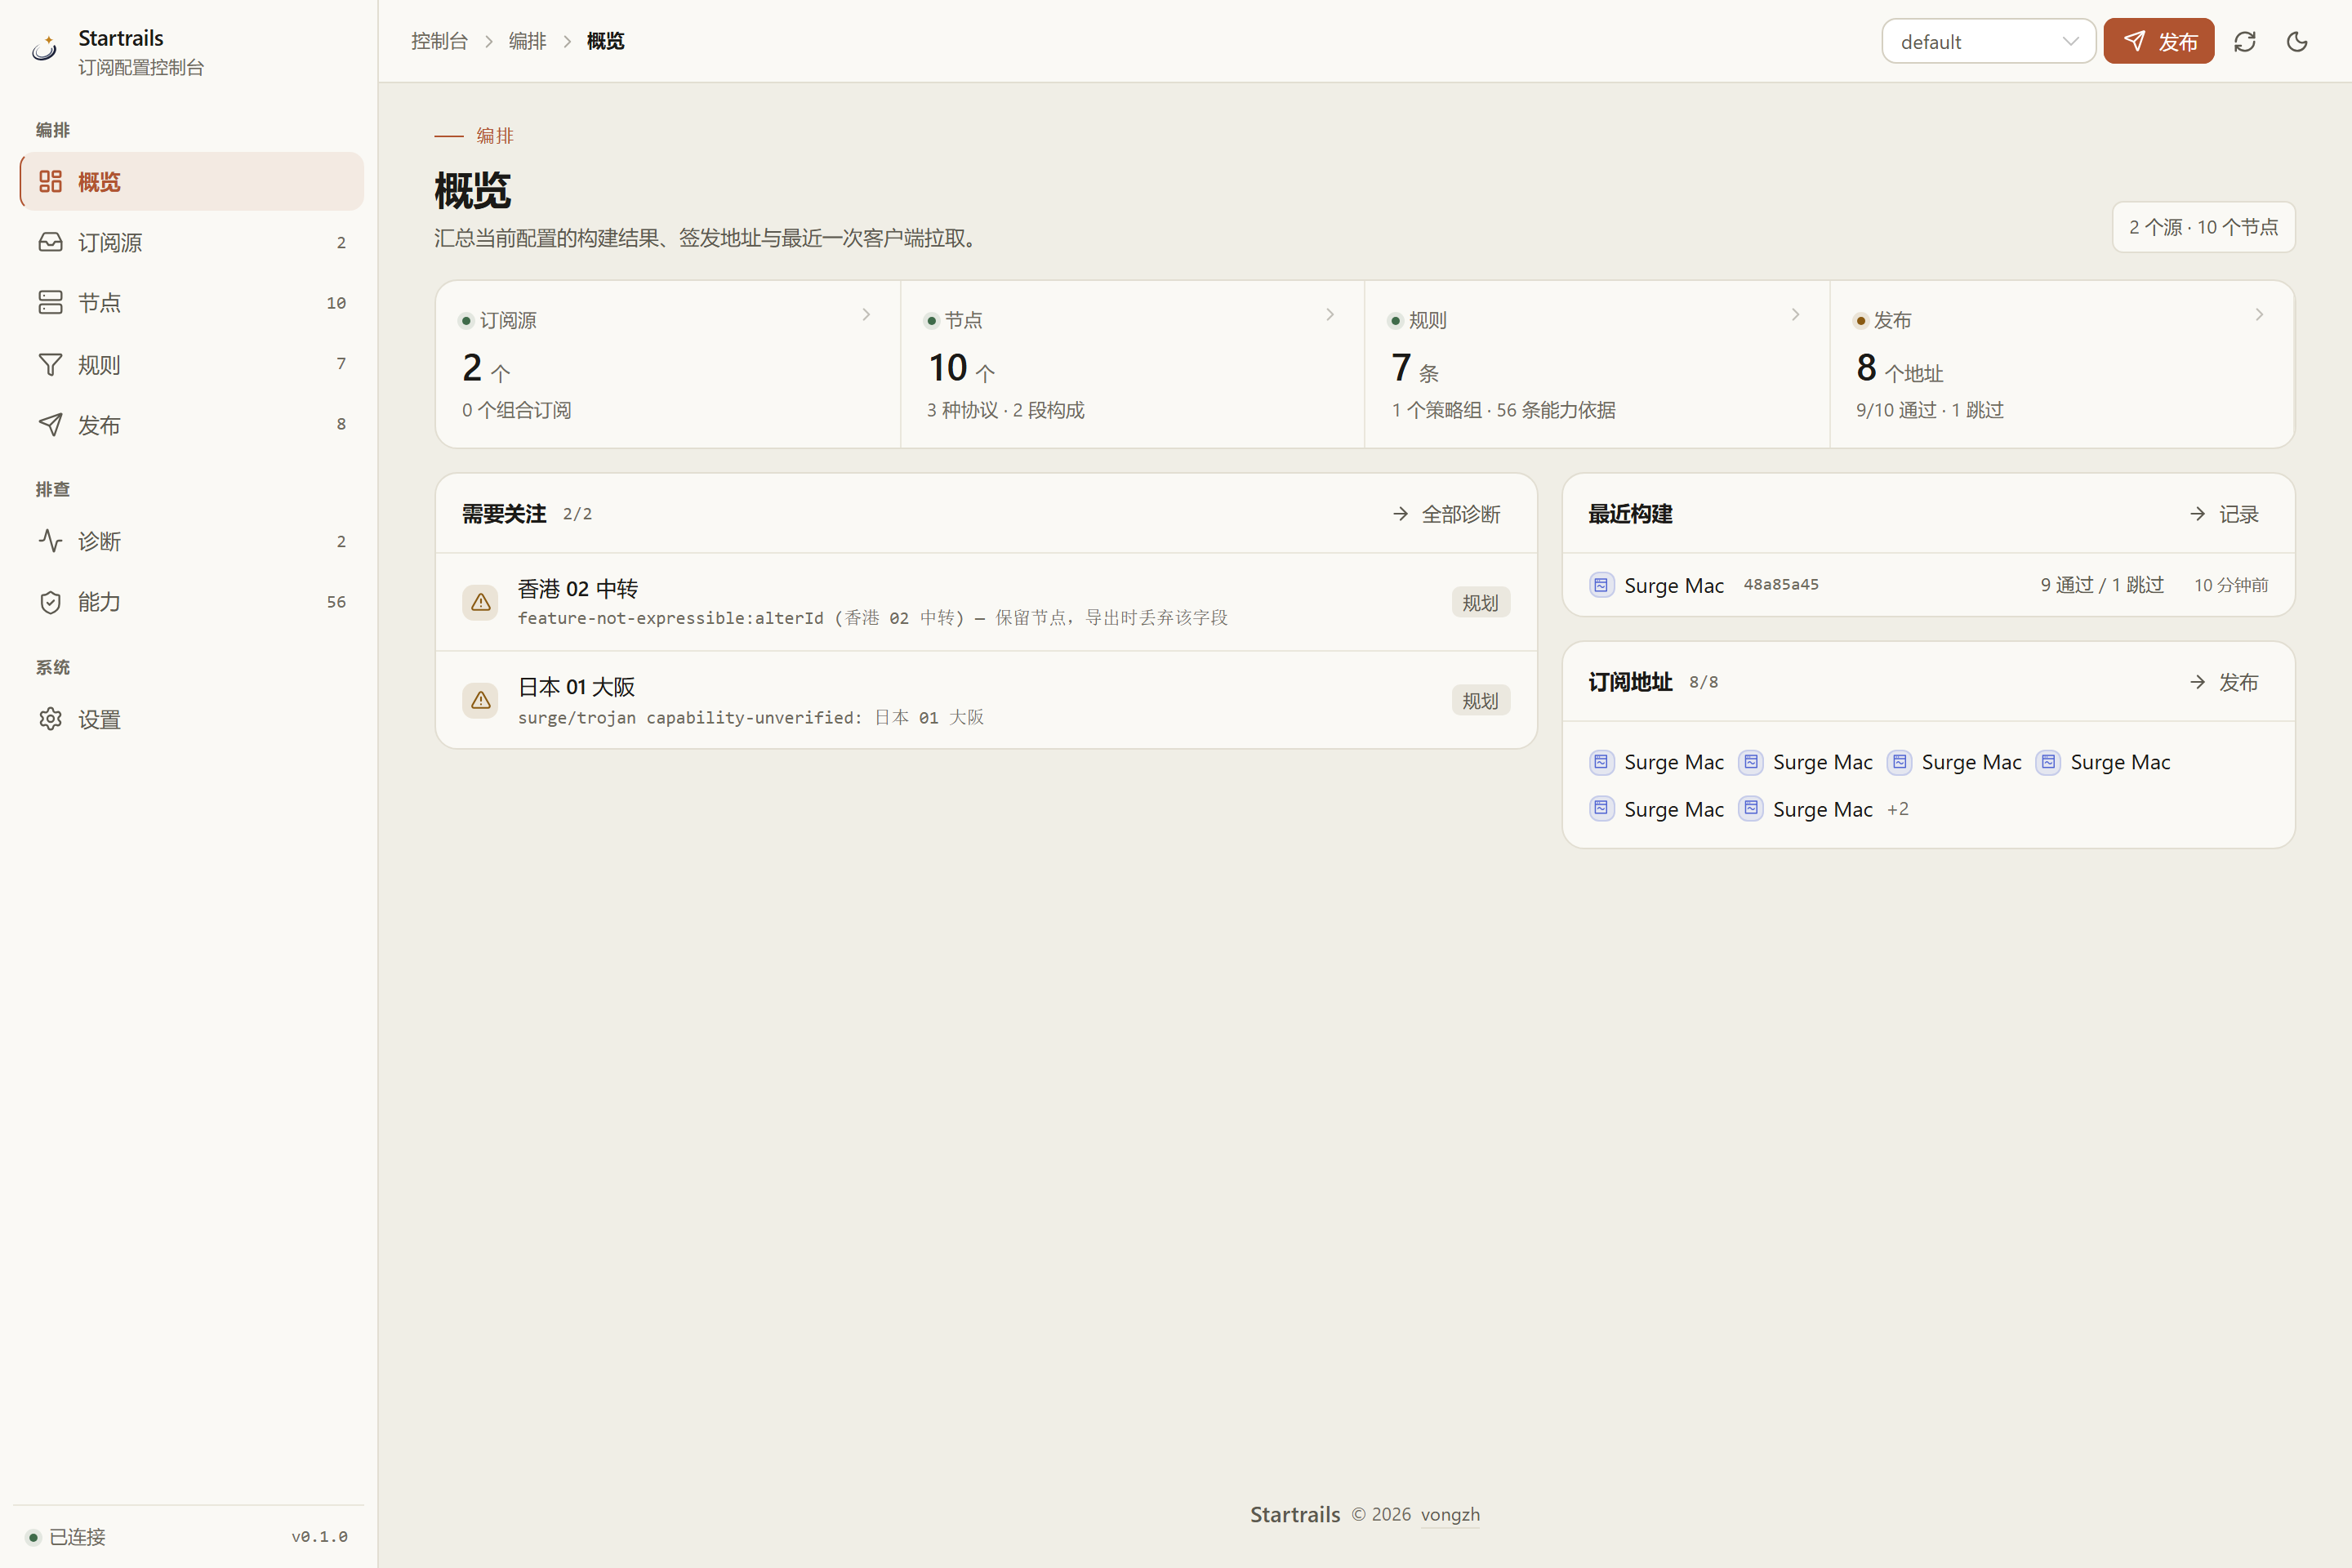 Startrails
订阅配置控制台
编排
概览
订阅源 2
节点 10
规则 7
发布 8
排查
诊断 2
能力 56
系统
设置
已连接 v0.1.0
控制台 编排 概览
default 发布
编排
概览
汇总当前配置的构建结果、签发地址与最近一次客户端拉取。
2 个源 · 10 个节点
订阅源
2 个
0 个组合订阅
节点
10 个
3 种协议 · 2 段构成
规则
7 条
1 个策略组 · 56 条能力依据
发布
8 个地址
9/10 通过 · 1 跳过
需要关注 2/2 全部诊断
香港 02 中转
feature-not-expressible:alterId (香港 02 中转) — 保留节点, 导出时丢弃该字段
规划
日本 01 大阪
surge/trojan capability-unverified: 日本 01 大阪
规划
最近构建 记录
Surge Mac 48a85a45 9 通过 / 1 跳过 10 分钟前
订阅地址 8/8 发布
Surge Mac Surge Mac Surge Mac Surge Mac
Surge Mac Surge Mac +2
Startrails © 2026 vongzh